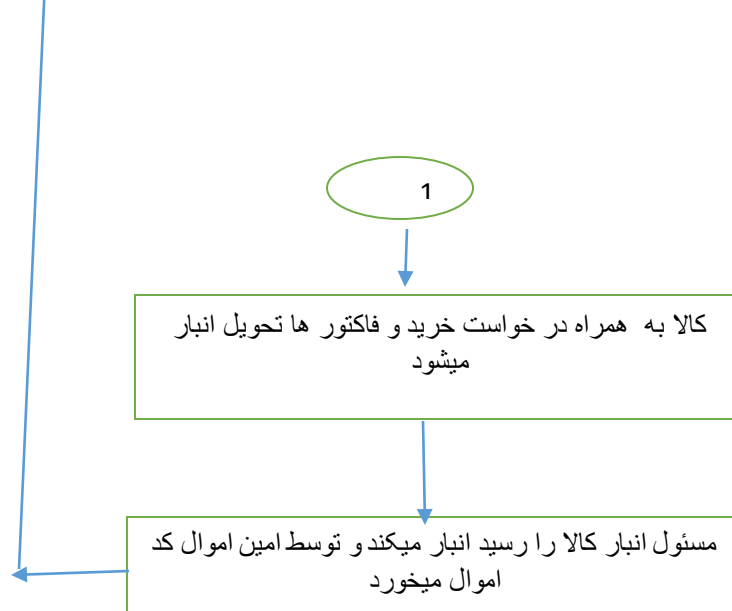 1
کالا به همراه در خواست خرید و فاکتور ها تحویل انبار
میشود
مسئول انبار کالا را رسید انبار میکند و توسط امین اموال کد
اموال میخورد